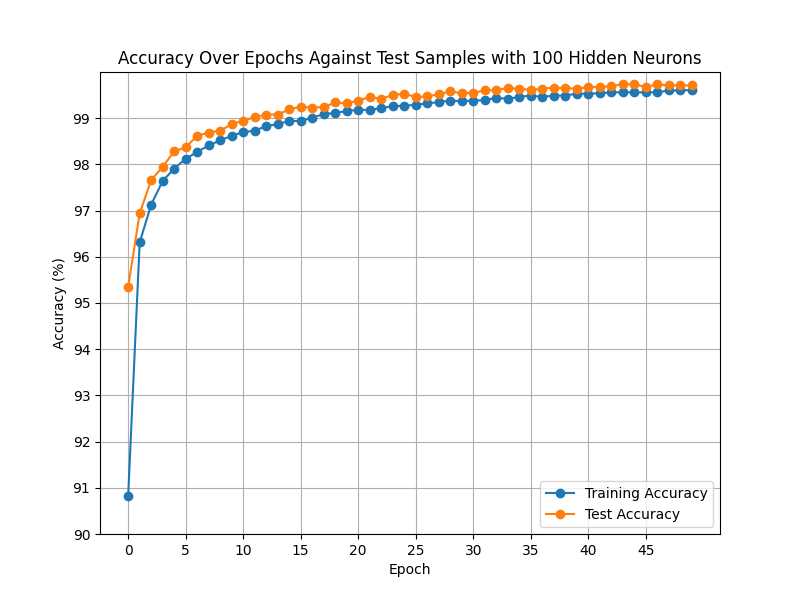 Accuracy Over Epochs Against Test Samples with 100 Hidden Neurons
Accuracy (%)
99
98
97
96
95
94
93
92
91
90
0 5 10 15 20 25 30 35 40 45
Epoch
Training Accuracy
Test Accuracy